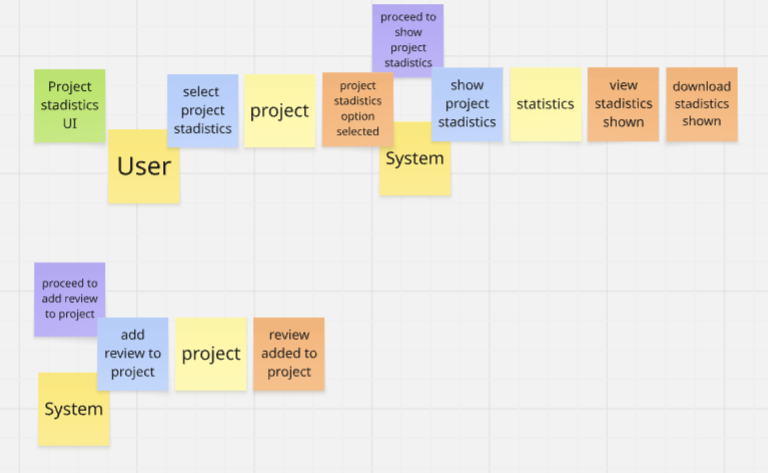 proceed to
show
project
stadistics
Project
stadistics
UI
select
project
stadistics
project
project
stadistics
option
selected
show
project
stadistics
statistics
view
stadistics
shown
download
stadistics
shown
User
System
proceed to
add review
to project
add
review to
project
project
review
added to
project
System